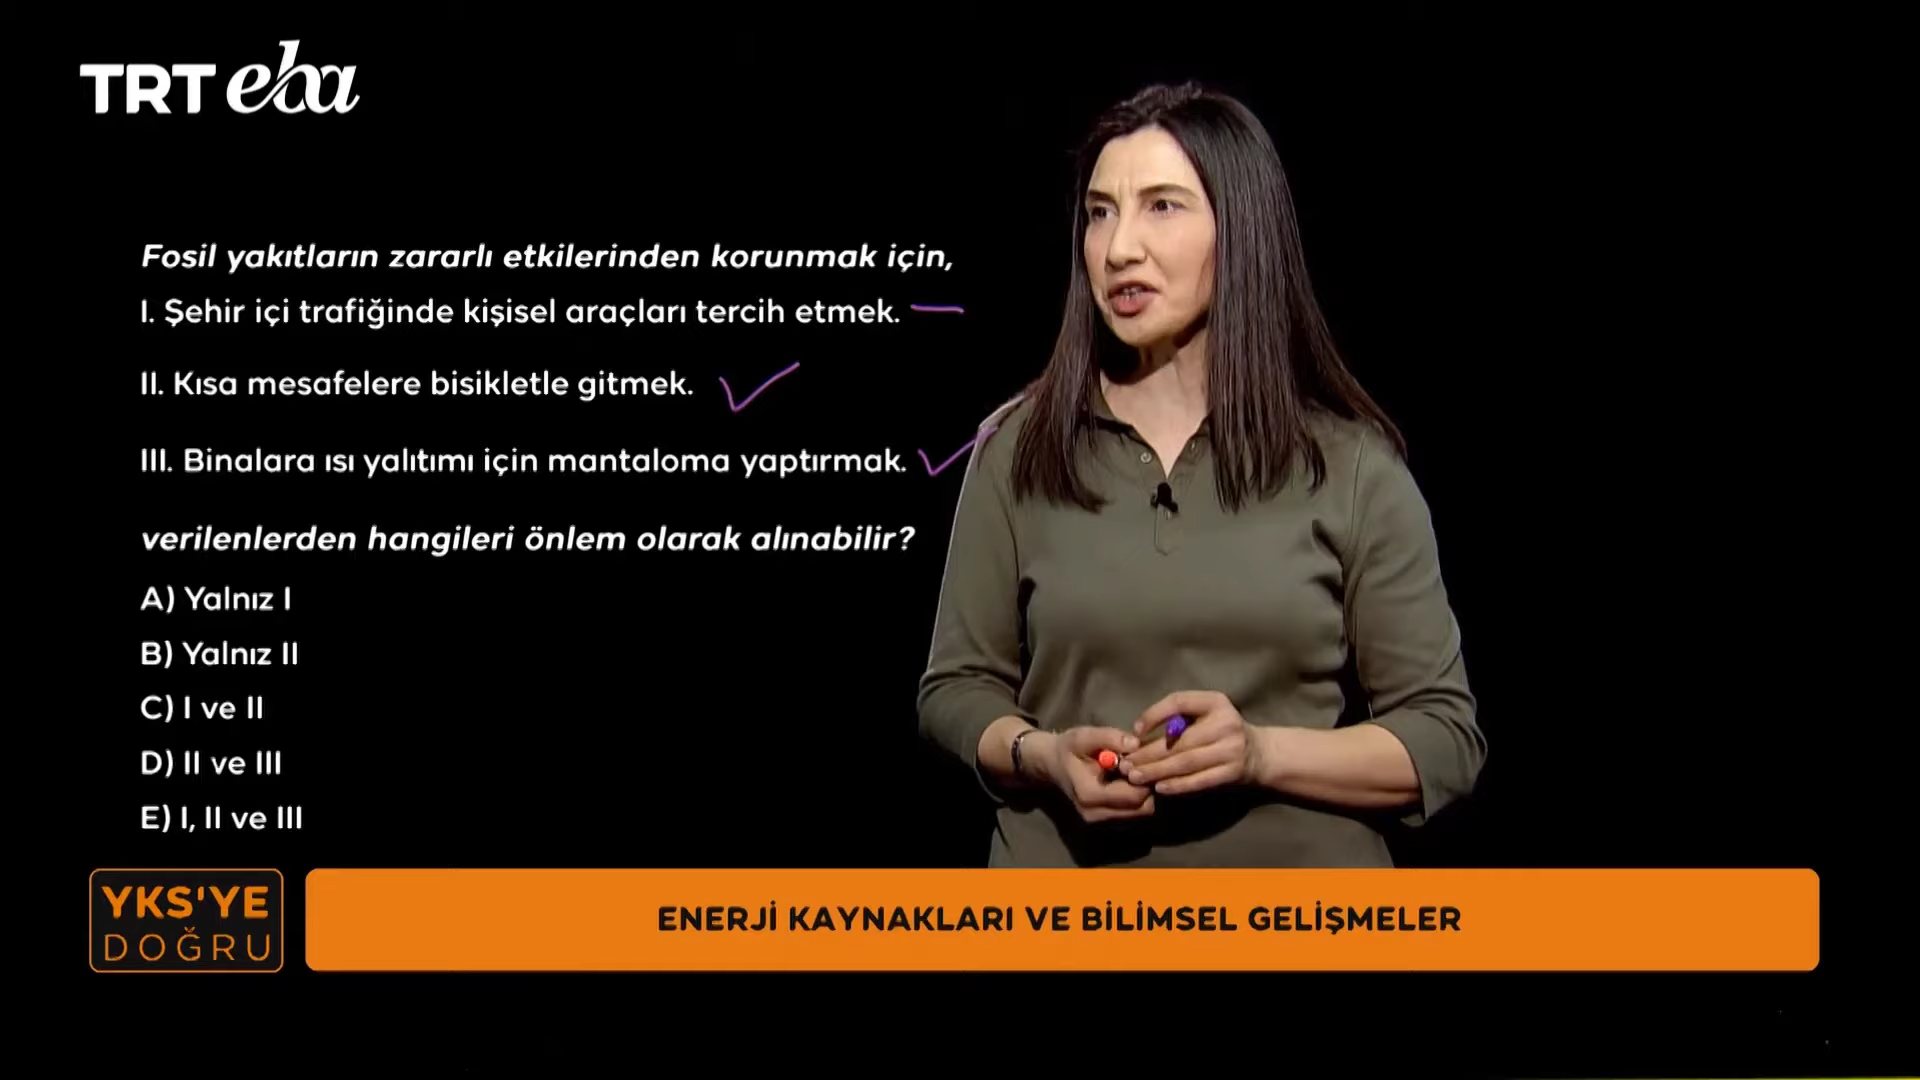 TRT eba
Fosil yakıtların zararlı etkilerinden korunmak için,
I. Şehir içi trafiğinde kişisel araçları tercih etmek.
II. Kısa mesafelere bisikletle gitmek.
III. Binalara ısı yalıtımı için mantaloma yaptırmak.
verilenlerden hangileri önlem olarak alınabilir?
A) Yalnız I
B) Yalnız II
C) I ve II
D) II ve III
E) I, II ve III
YKS'YE
DOĞRU
ENERJİ KAYNAKLARI VE BİLİMSEL GELİŞMELER